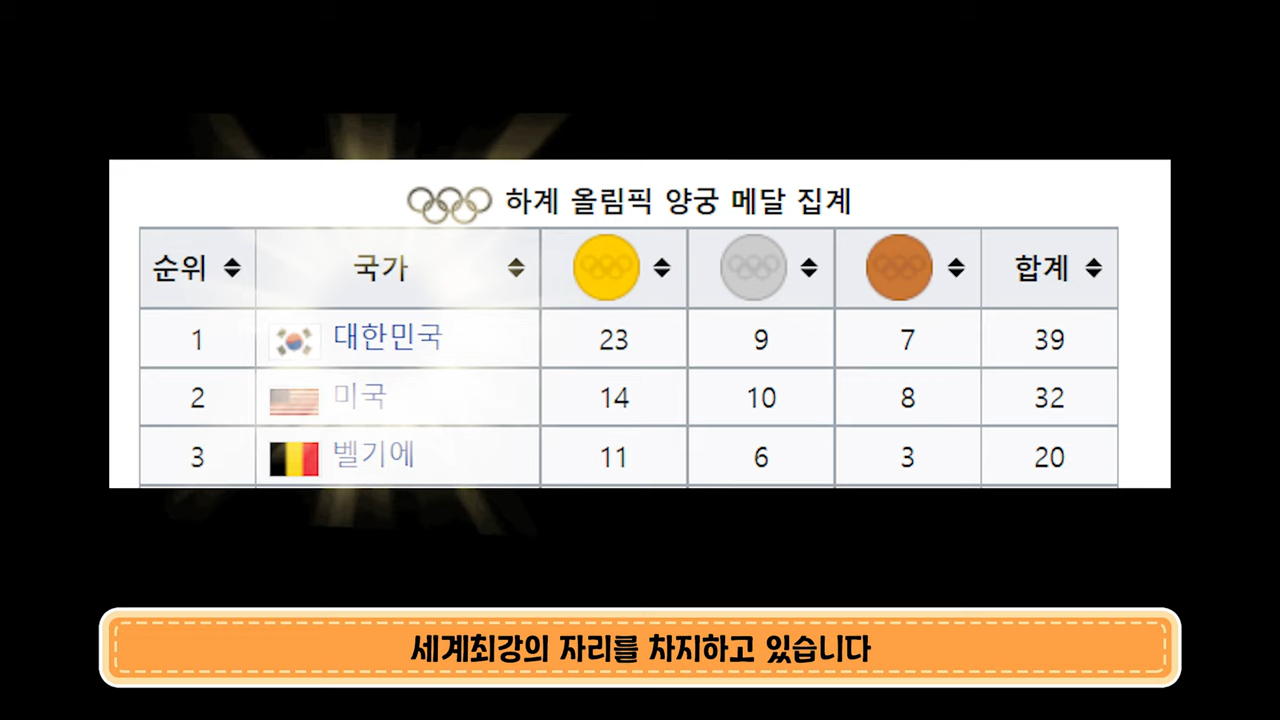 하계 올림픽 양궁 메달 집계
순위 국가 합계
1 대한민국 23 9 7 39
2 미국 14 10 8 32
3 벨기에 11 6 3 20
세계최강의 자리를 차지하고 있습니다